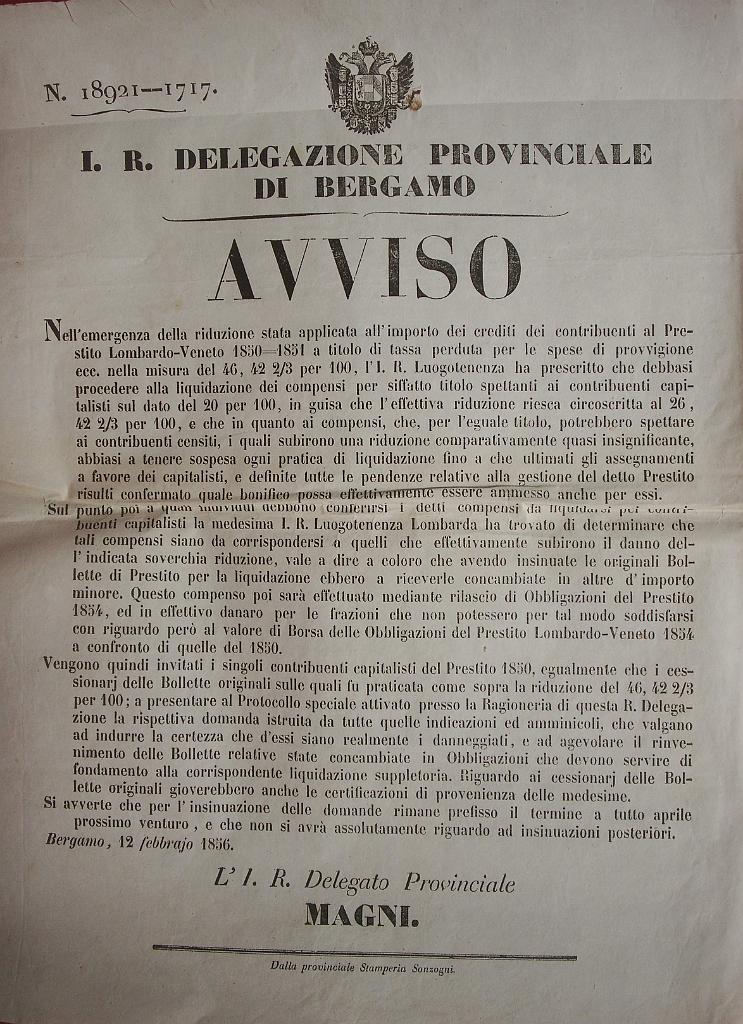 N. 18921—1717.
I. R. DELEGAZIONE PROVINCIALE
DI BERGAMO
AVVISO
Nell'emergenza della riduzione stata applicata all'importo dei crediti dei contribuenti al Pre-
stito Lombardo-Veneto 1850=1851 a titolo di tassa perduta per le spese di provvigione
ecc. nella misura del 46, 42 2/3 per 100, l'I. R. Luogotenenza ha prescritto che debbasi
procedere alla liquidazione dei compensi per siffatto titolo spettanti ai contribuenti capi-
talisti sul dato del 20 per 100, in guisa che l'effettiva riduzione riesca circoscritta al 26,
42 2/3 per 100, e che in quanto ai compensi, che, per l'eguale titolo, potrebbero spettare
ai contribuenti censiti, i quali subirono una riduzione comparativamente quasi insignificante,
abbiasi a tenere sospesa ogni pratica di liquidazione fino a che ultimati gli assegnamenti
a favore dei capitalisti, e definite tutte le pendenze relative alla gestione del detto Prestito
risulti confermato quale bonifico possa effettivamente essere ammesso anche per essi.
Sul punto poi a quali individui debbono conferirsi i detti compensi da liquidarsi pei contri-
buenti capitalisti la medesima I. R. Luogotenenza Lombarda ha trovato di determinare che
tali compensi siano da corrispondersi a quelli che effettivamente subirono il danno del-
l'indicata soverchia riduzione, vale a dire a coloro che avendo insinuate le originali Bol-
lette di Prestito per la liquidazione ebbero a riceverle concambiate in altre d'importo
minore. Questo compenso poi sarà effettuato mediante rilascio di Obbligazioni del Prestito
1854, ed in effettivo danaro per le frazioni che non potessero per tal modo soddisfarsi
con riguardo però al valore di Borsa delle Obbligazioni del Prestito Lombardo-Veneto 1854
a confronto di quelle del 1850.
Vengono quindi invitati i singoli contribuenti capitalisti del Prestito 1850, egualmente che i ces-
sionarj delle Bollette originali sulle quali fu praticata come sopra la riduzione del 46, 42 2/3
per 100; a presentare al Protocollo speciale attivato presso la Ragioneria di questa R. Delega-
zione la rispettiva domanda istruita da tutte quelle indicazioni ed amminicoli, che valgano
ad indurre la certezza che d'essi siano realmente i danneggiati, e ad agevolare il rinve-
nimento delle Bollette relative state concambiate in Obbligazioni che devono servire di
fondamento alla corrispondente liquidazione suppletoria. Riguardo ai cessionarj delle Bol-
lette originali gioverebbero anche le certificazioni di provenienza delle medesime.
Si avverte che per l'insinuazione delle domande rimane prefisso il termine a tutto aprile
prossimo venturo, e che non si avrà assolutamente riguardo ad insinuazioni posteriori.
Bergamo, 12 febbrajo 1856.
L'I. R. Delegato Provinciale
MAGNI.
Dalla provinciale Stamperia Sonzogni.